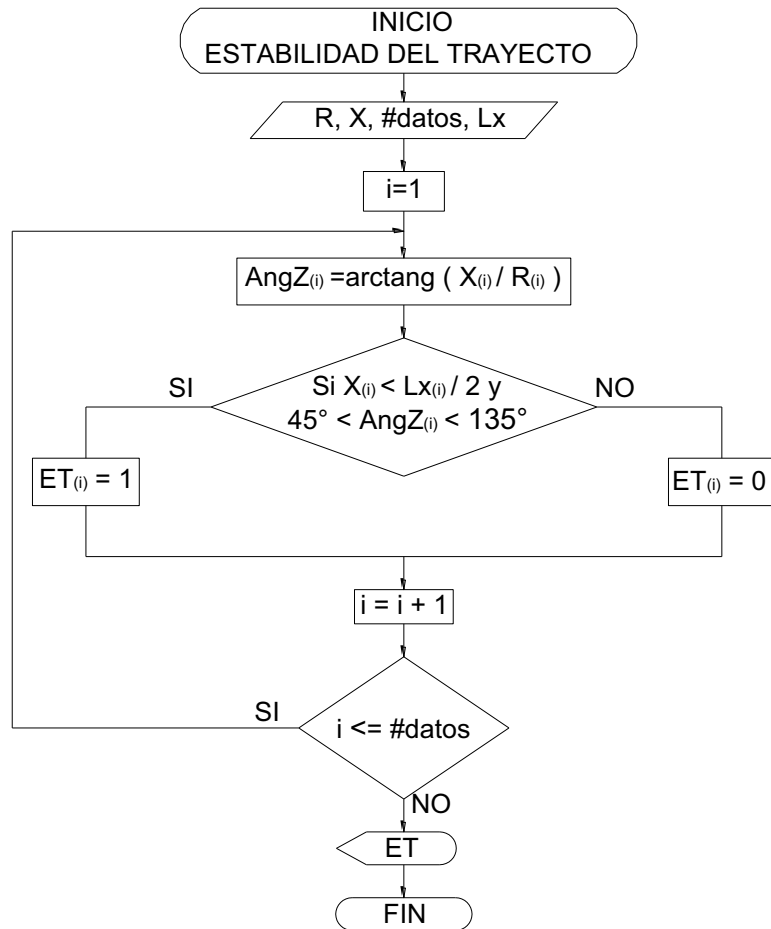 INICIO
ESTABILIDAD DEL TRAYECTO
R, X, #datos, Lx
i=1
AngZ(i) =arctang ( X(i) / R(i) )
SI
Si X(i) < Lx(i) / 2 y
45° < AngZ(i) < 135°
NO
ET(i) = 1
ET(i) = 0
i = i + 1
SI
i <= #datos
NO
ET
FIN